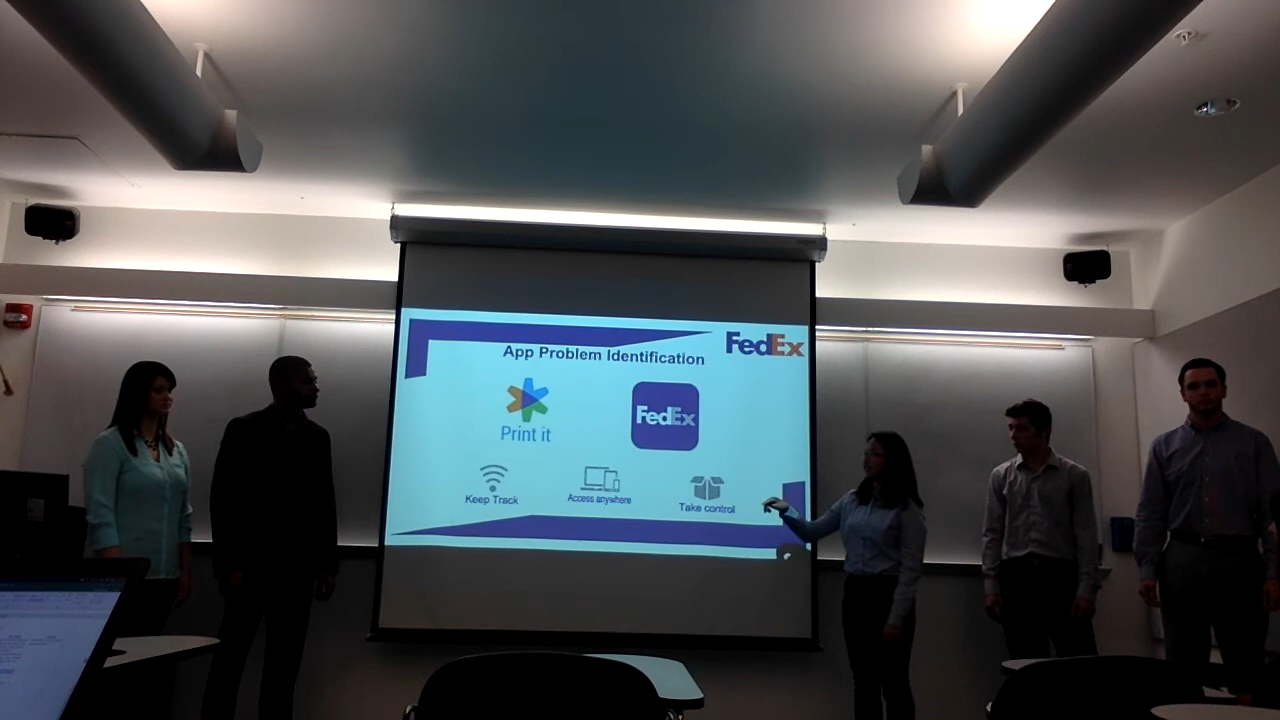 FedEx
App Problem Identification
Print it
FedEx
Keep Track
Access anywhere
Take control